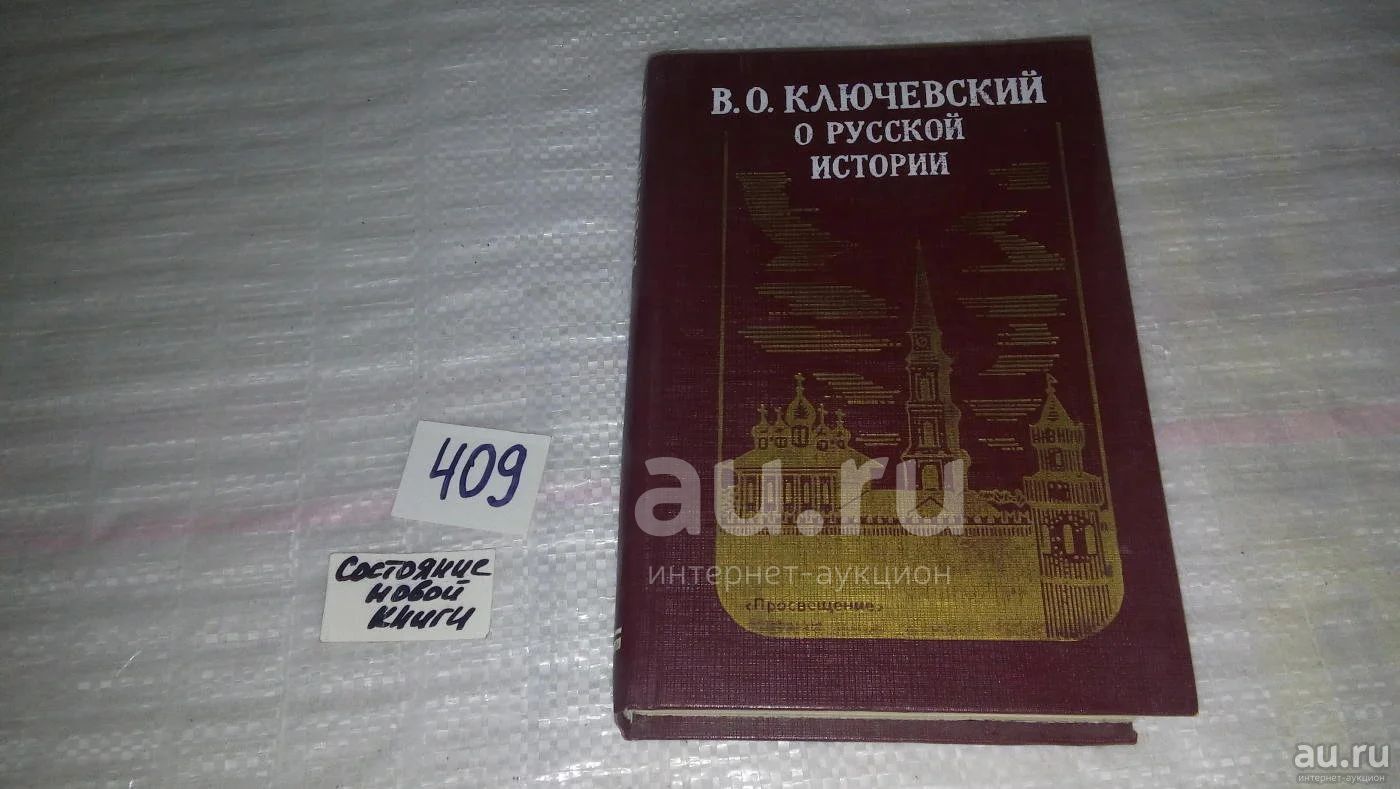 В. О. КЛЮЧЕВСКИЙ
О РУССКОЙ
ИСТОРИИ
«Просвещение»
409
Состояние
новой
книги
au.ru
интернет-аукцион
au.ru
интернет-аукцион